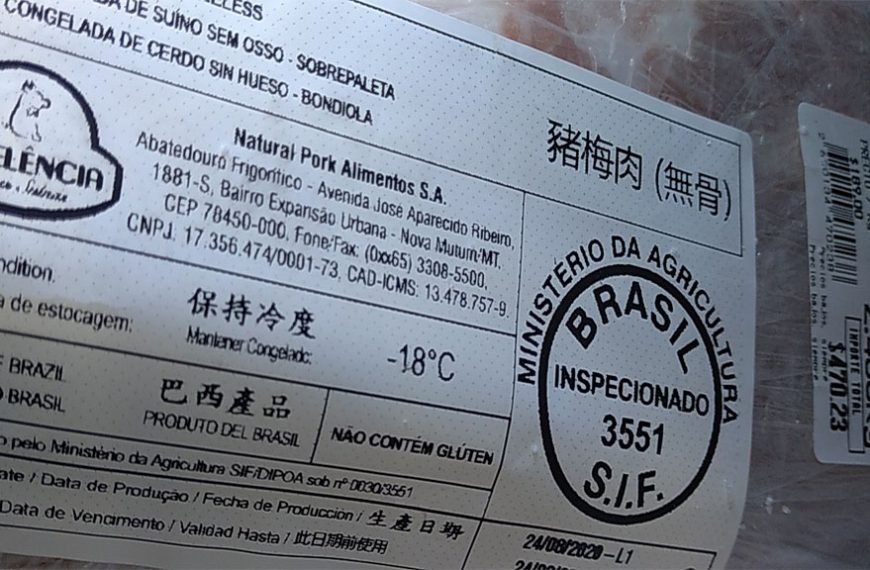 ELESS
DE SUÍNO SEM OSSO - SOBREPALETA
CONGELADA DE CERDO SIN HUESO - BONDIOLA
豬梅肉 (無骨)
ELÊNCIA
Natural Pork Alimentos S.A.
Abatedouro Frigorífico - Avenida José Aparecido Ribeiro,
1881-S, Bairro Expansão Urbana - Nova Mutum/MT,
CEP 78450-000, Fone/Fax: (0xx65) 3308-5500,
CNPJ: 17.356.474/0001-73, CAD-ICMS: 13.478.757-9.
ndition.
a de estocagem:
保持冷度
Mantener Congelado:
-18°C
BRAZIL
BRASIL
巴西產品
PRODUTO DEL BRASIL
NÃO CONTÉM GLÚTEN
o pelo Ministério da Agricultura SIF/DIPOA sob nº 0030/3551
ate / Data de Produção / Fecha de Produccion / 生產日期
Data de Vencimento / Validad Hasta / 此日期前使用
MINISTÉRIO DA AGRICULTURA
BRASIL
INSPECIONADO
3551
S.I.F.
24/08/2020 - L1
$189.00
IMPORTE TOTAL
$470.23